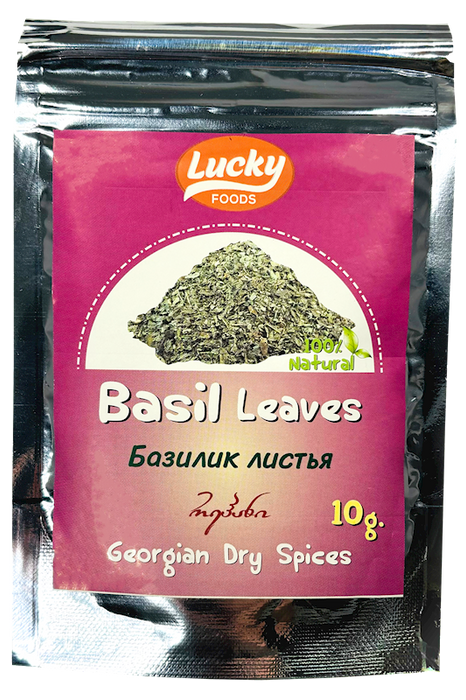 Lucky
FOODS
100%
Natural
Basil Leaves
Базилик листья
რეჰანი
10g.
Georgian Dry Spices